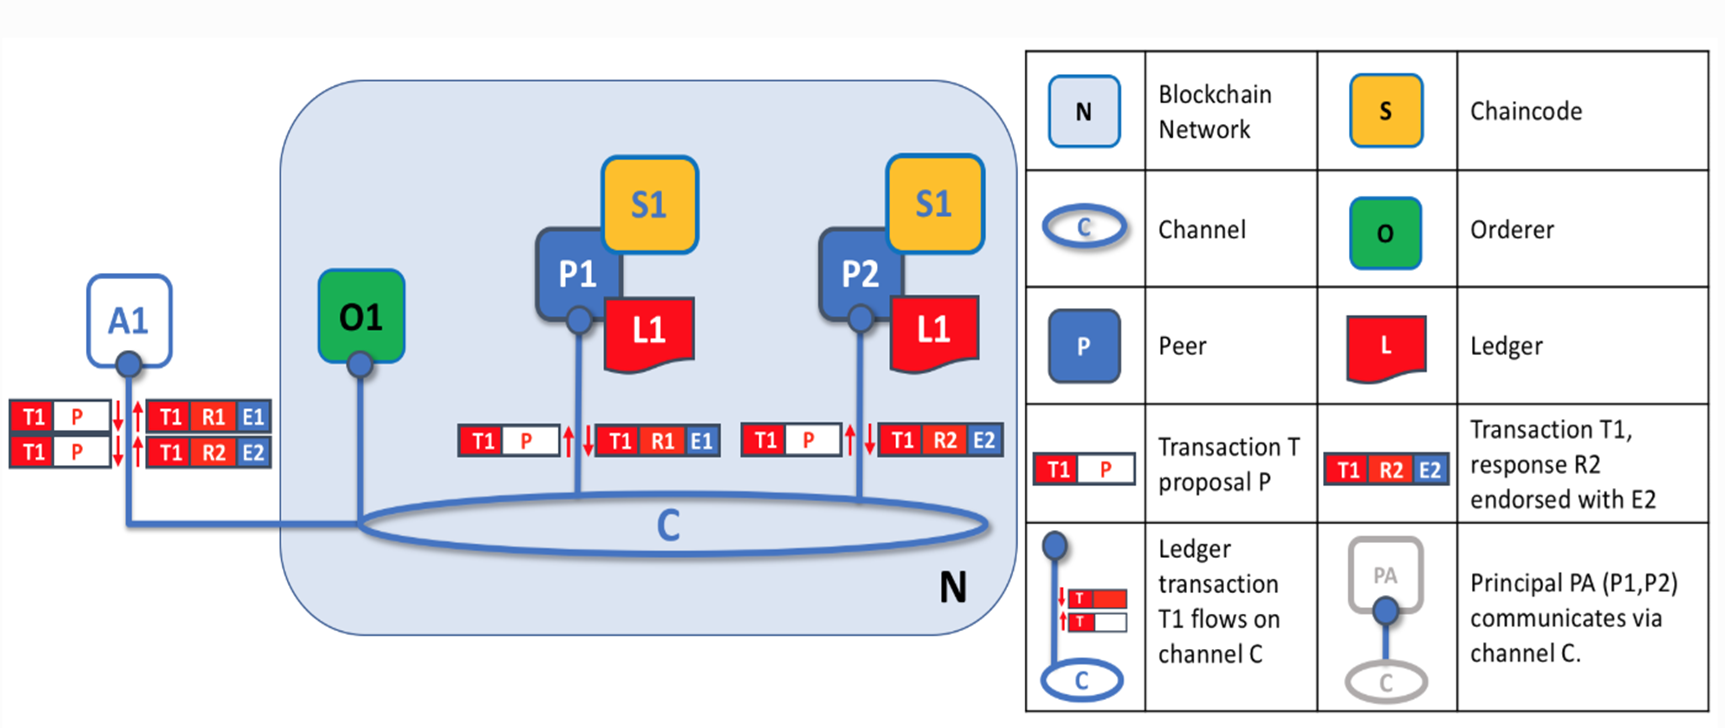 S1
S1
P1
P2
A1
O1
L1
L1
T1 P
T1 R1 E1
T1 P
T1 R2 E2
T1 P
T1 R1 E1
T1 P
T1 R2 E2
C
N
N
Blockchain
Network
S
Chaincode
C
Channel
O
Orderer
P
Peer
L
Ledger
T1 P
Transaction T
proposal P
T1 R2 E2
Transaction T1,
response R2
endorsed with E2
T
T
C
Ledger
transaction
T1 flows on
channel C
PA
C
Principal PA (P1,P2)
communicates via
channel C.